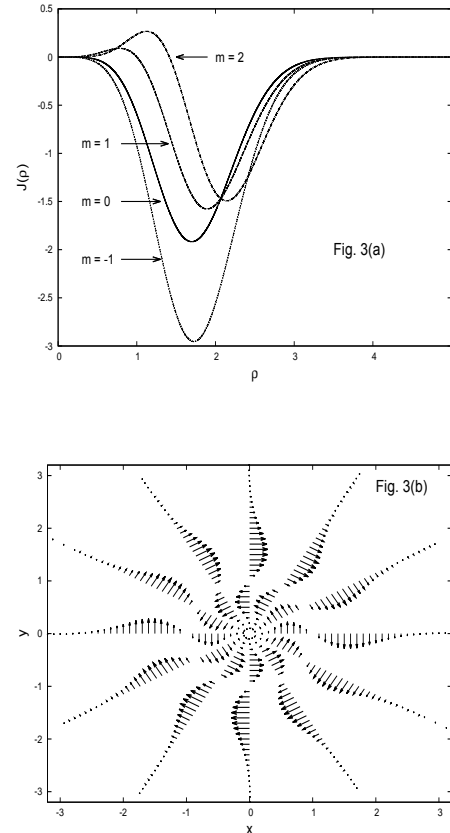 0.5
0
-0.5
-1
-1.5
-2
-2.5
-3
J(ρ)
m = 2
m = 1
m = 0
m = -1
Fig. 3(a)
0 1 2 3 4
ρ
Fig. 3(b)
3
2
1
0
-1
-2
-3
y
-3 -2 -1 0 1 2 3
x